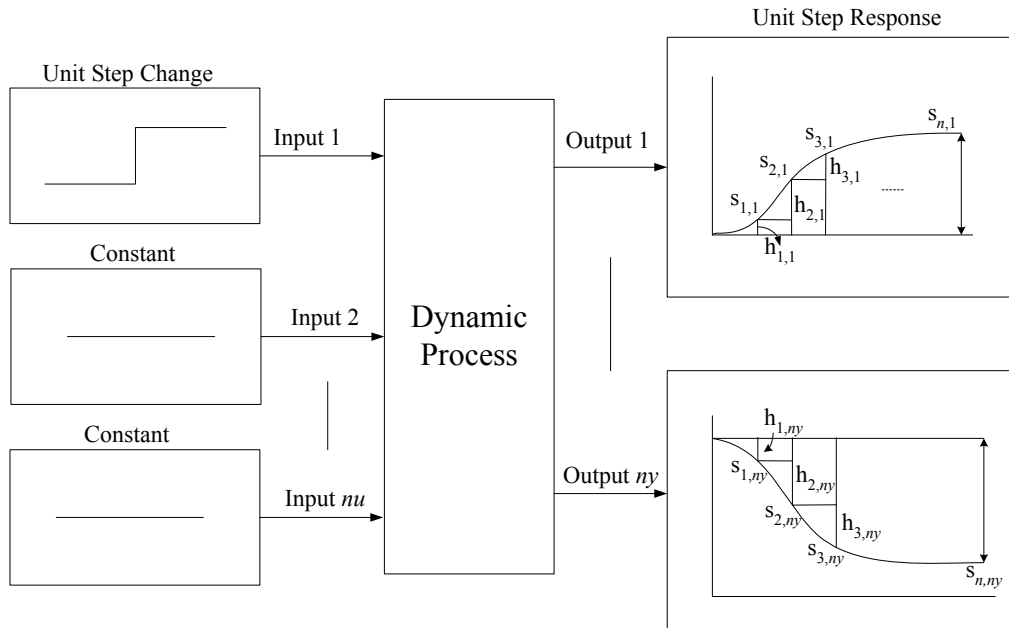 Unit Step Response
Unit Step Change
Input 1
Output 1
s1,1
s2,1
s3,1
sn,1
h1,1
h2,1
h3,1
------
Constant
Input 2
Dynamic
Process
Constant
Input nu
Output ny
h1,ny
s1,ny
h2,ny
s2,ny
h3,ny
s3,ny
sn,ny